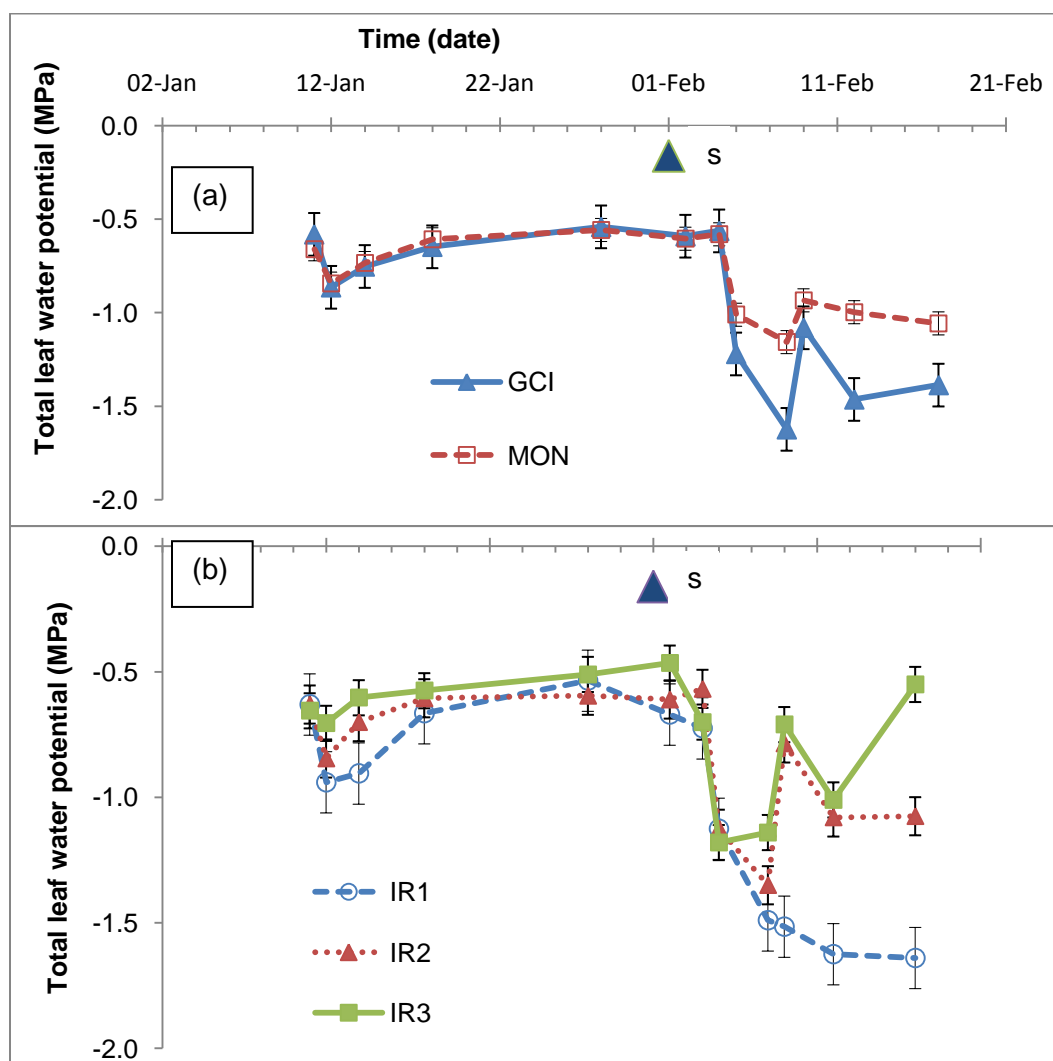 Time (date)
02-Jan 12-Jan 22-Jan 01-Feb 11-Feb 21-Feb
Total leaf water potential (MPa)
0.0
-0.5
-1.0
-1.5
-2.0
(a)
s
GCI
MON
Total leaf water potential (MPa)
0.0
-0.5
-1.0
-1.5
-2.0
(b)
s
IR1
IR2
IR3